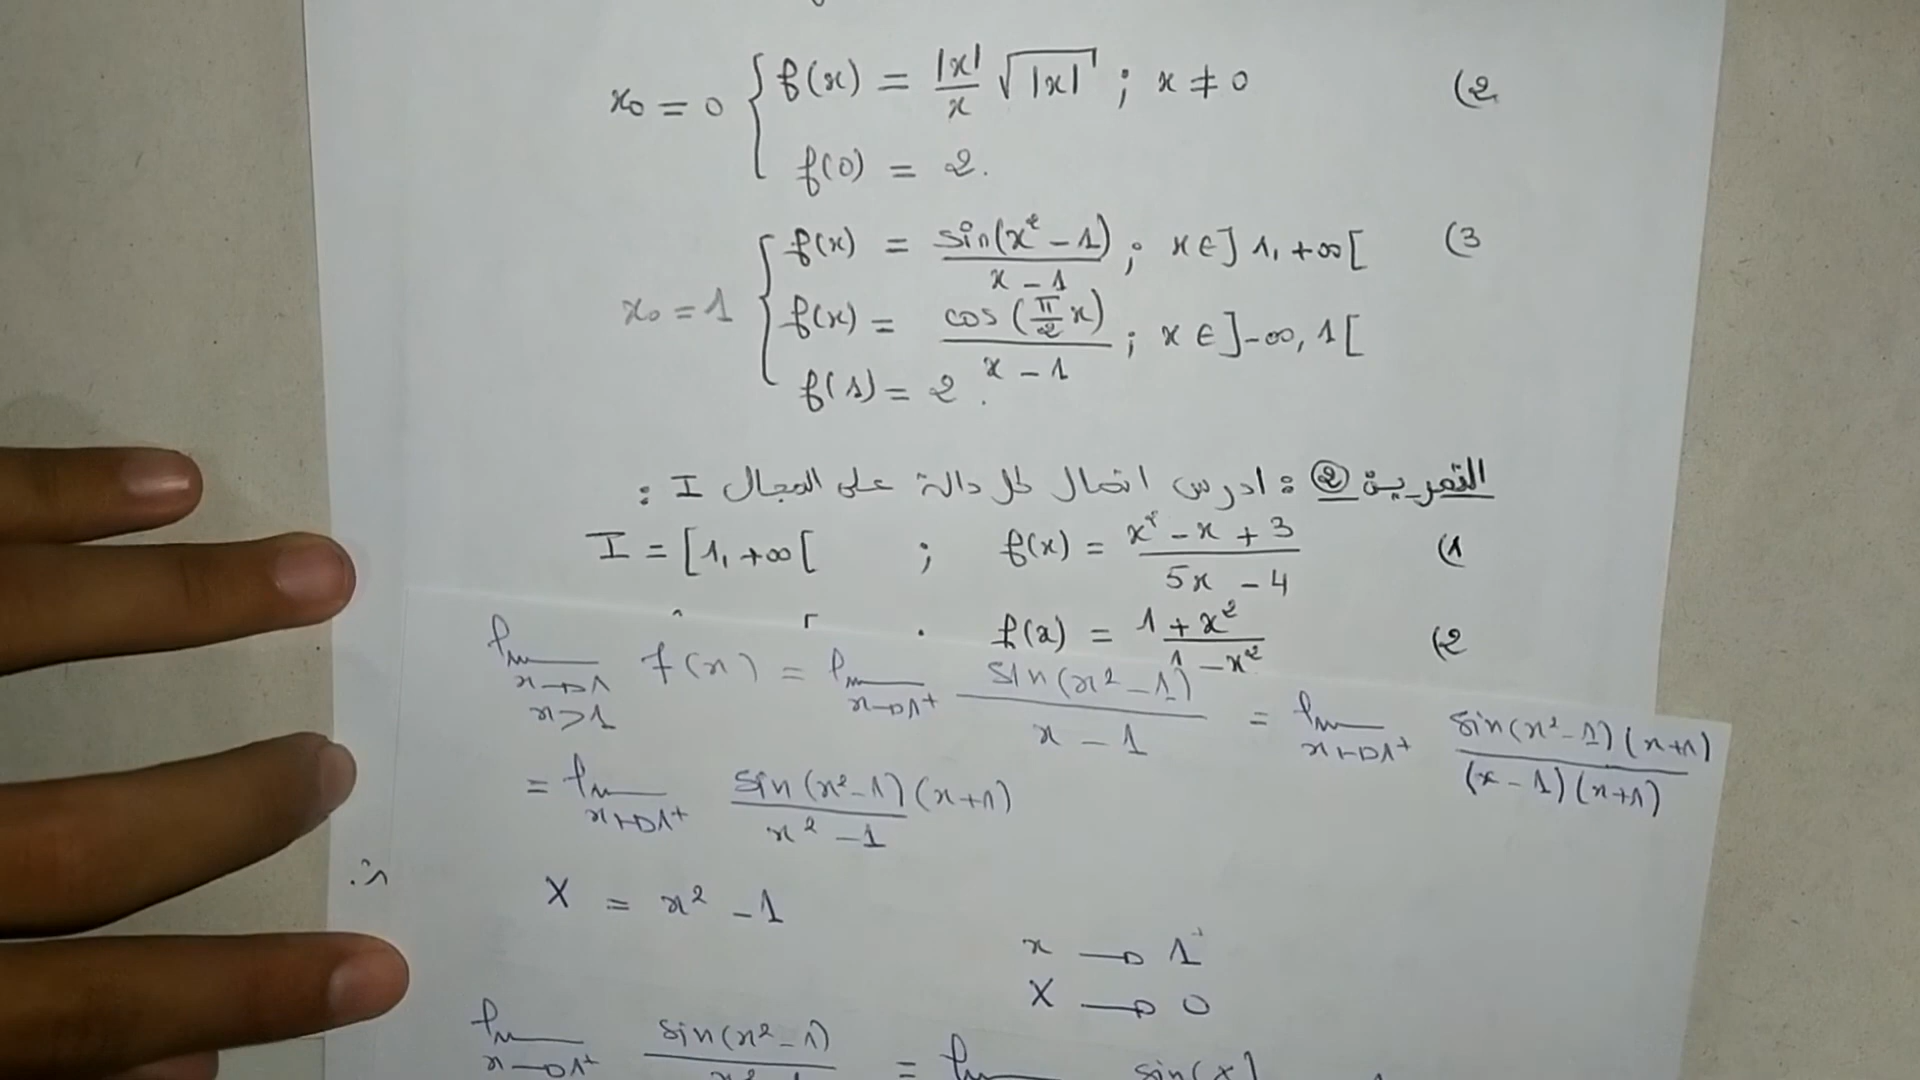 2) { f(x) = |x|/x √|x| ; x ≠ 0 x₀ = 0
f(0) = 2.
3) { f(x) = sin(x² - 1)/(x - 1) ; x ∈ ]1, +∞[
f(x) = cos(π/2 x)/(x - 1) ; x ∈ ]-∞, 1[ x₀ = 1
f(1) = 2.
التمرين ② : ادرس اتصال كل دالة على المجال I :
1) f(x) = (x² - x + 3)/(5x - 4) ; I = [1, +∞[
2) f(x) = (1 + x²)/(1 - x²)
lim x→1 x>1 f(x) = lim x→1⁺ sin(x² - 1)/(x - 1) = lim x→1⁺ sin(x² - 1)(x+1)/((x - 1)(x+1))
= lim x→1⁺ sin(x² - 1)/(x² - 1) (x+1)
X = x² - 1
x → 1⁺
X → 0
lim x→1⁺ sin(x² - 1) = lim sin(X)